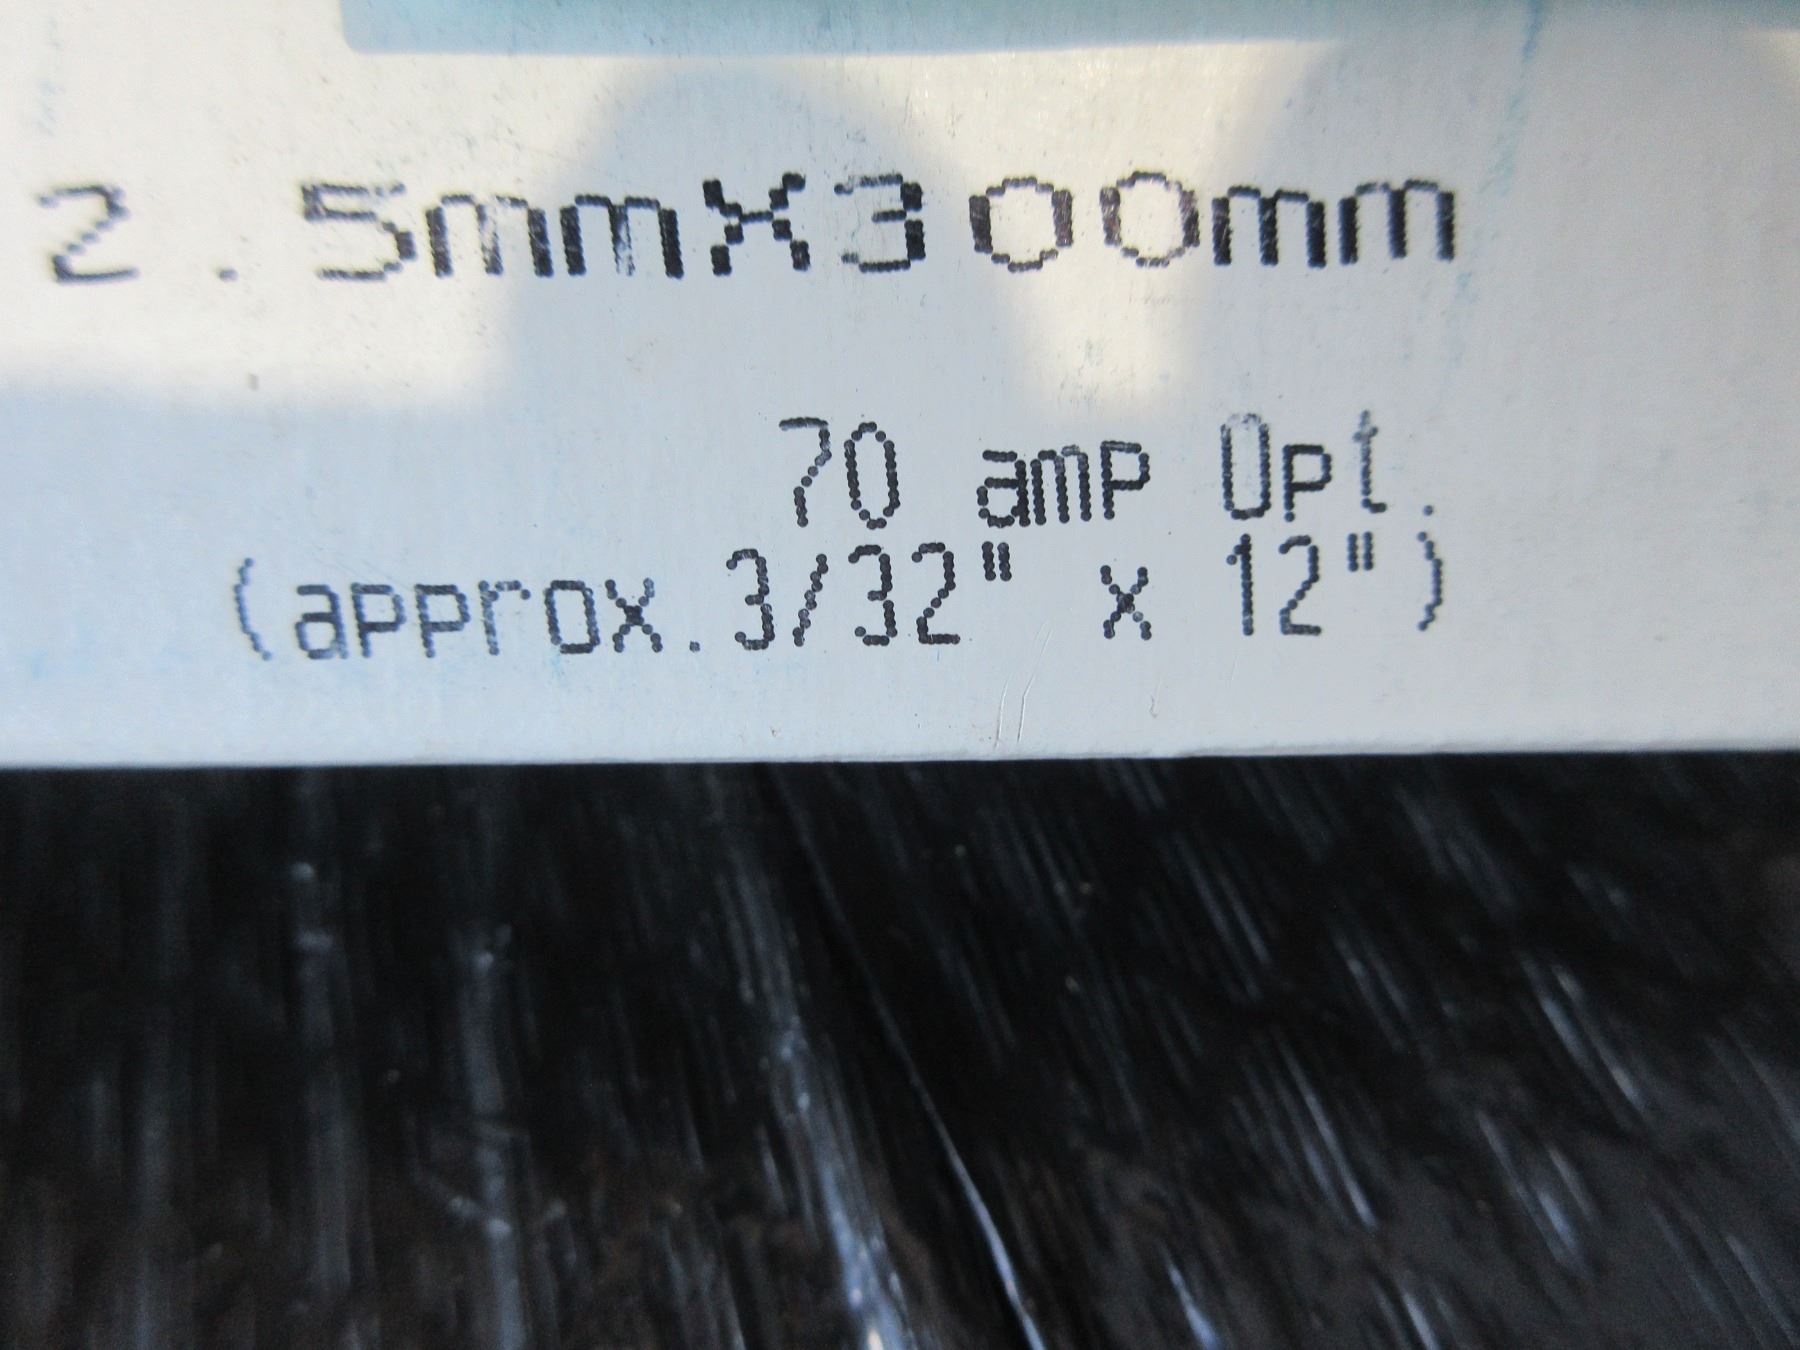 2.5mmX300mm
70 amp Opt.
(approx.3/32" x 12")